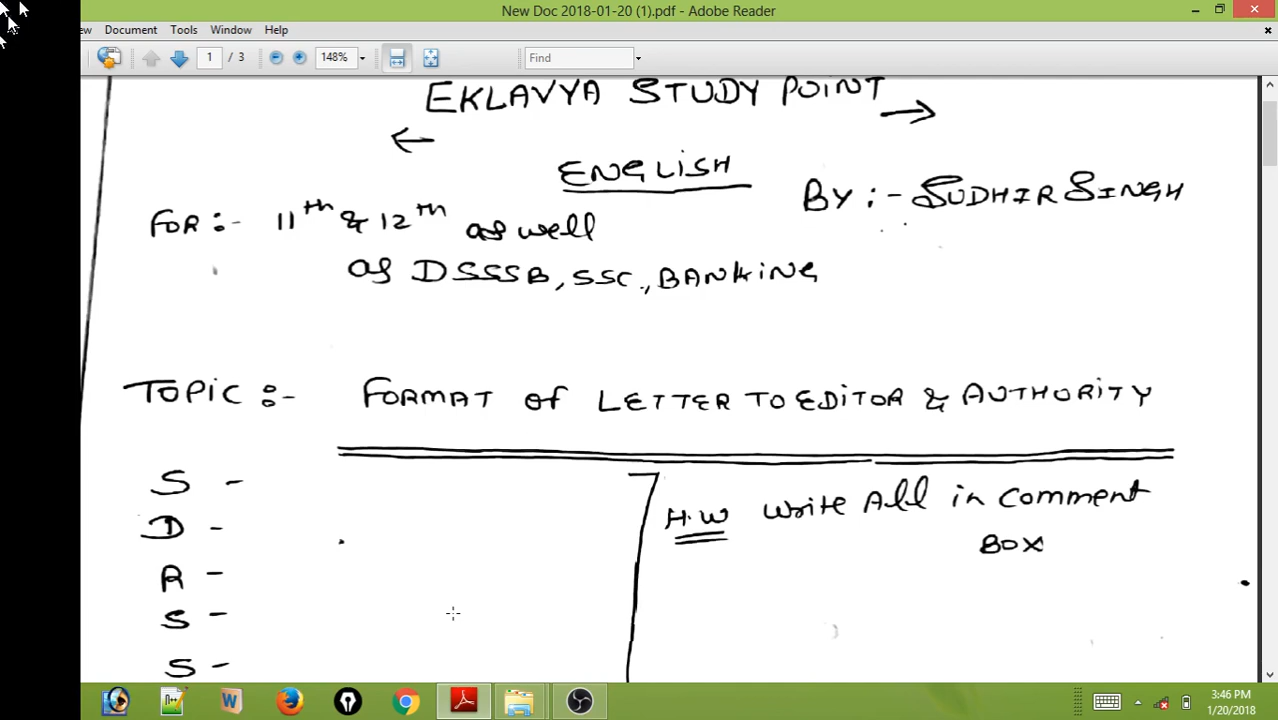 New Doc 2018-01-20 (1).pdf - Adobe Reader
ew Document Tools Window Help
1 / 3 148% Find
EKLAVYA STUDY POINT
ENGLISH
BY :- SUDHIR SINGH
FOR :- 11th & 12th as well
as DSSSB, SSC, BANKING
TOPIC :- FORMAT of LETTER TO EDITOR & AUTHORITY
S -
D -
R -
S -
S -
H.W Write All in Comment
BOX
3:46 PM
1/20/2018